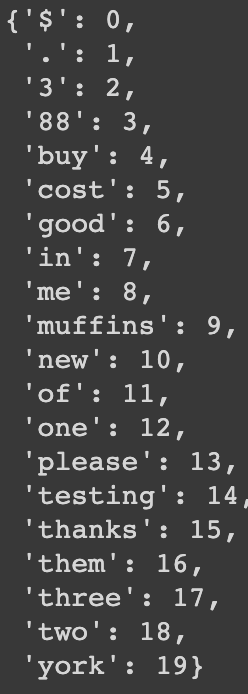 {'$': 0,
'.': 1,
'3': 2,
'88': 3,
'buy': 4,
'cost': 5,
'good': 6,
'in': 7,
'me': 8,
'muffins': 9,
'new': 10,
'of': 11,
'one': 12,
'please': 13,
'testing': 14,
'thanks': 15,
'them': 16,
'three': 17,
'two': 18,
'york': 19}